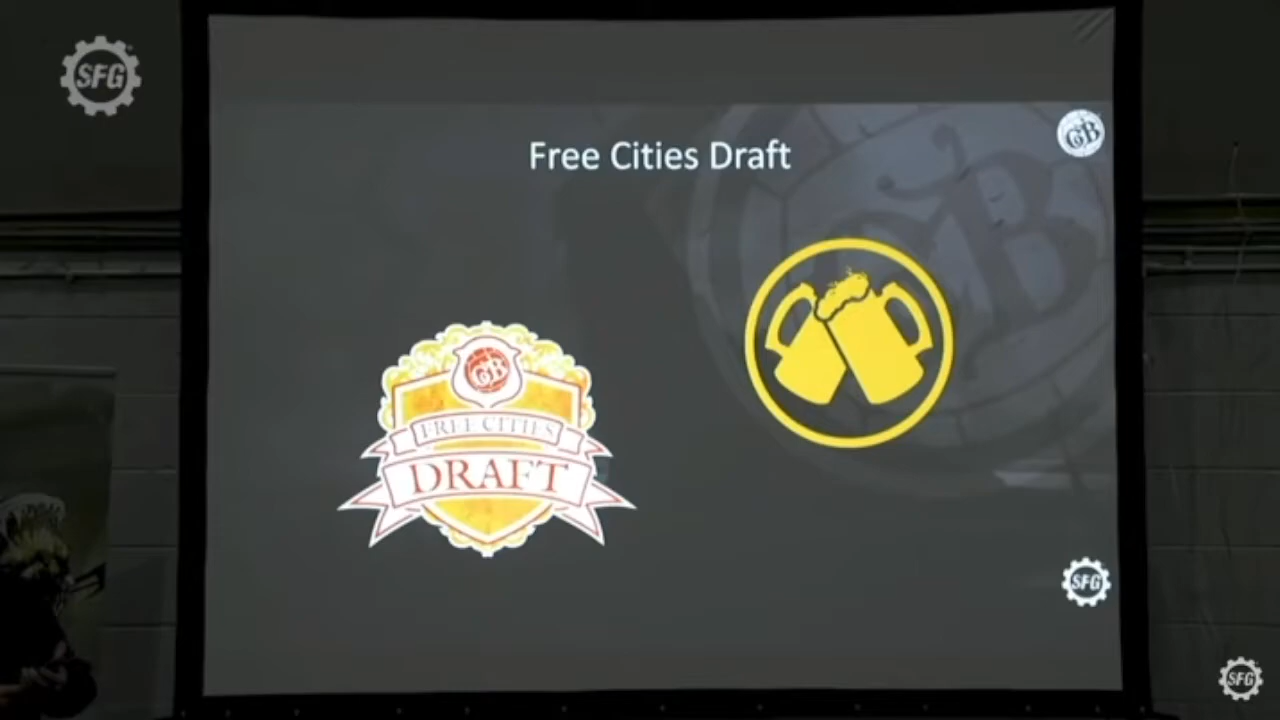 SFG
Free Cities Draft
GB
GB
FREE CITIES
DRAFT
SFG
SFG